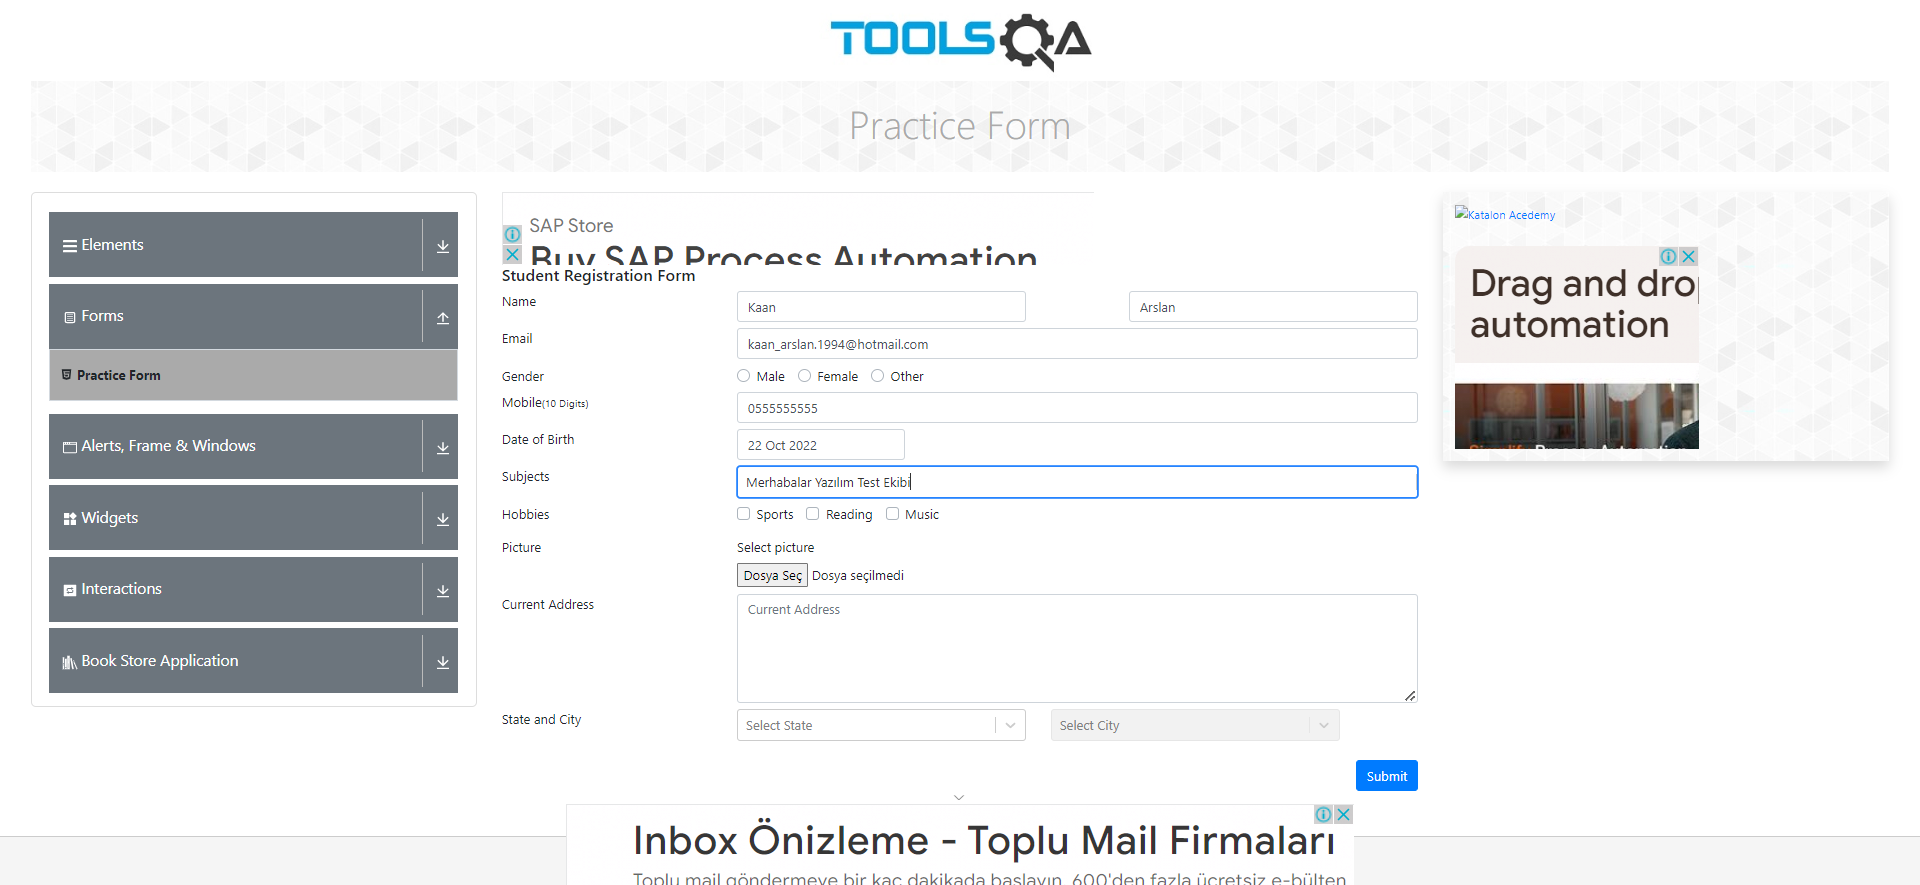 TOOLSQA
Practice Form
Elements
Forms
Practice Form
Alerts, Frame & Windows
Widgets
Interactions
Book Store Application
SAP Store
Buy SAP Process Automation
Student Registration Form
Name Kaan Arslan
Email kaan_arslan.1994@hotmail.com
Gender Male Female Other
Mobile(10 Digits) 0555555555
Date of Birth 22 Oct 2022
Subjects Merhabalar Yazılım Test Ekibi
Hobbies Sports Reading Music
Picture Select picture
Dosya Seç Dosya seçilmedi
Current Address Current Address
State and City Select State Select City
Submit
Katalon Acedemy
Drag and drop
automation
Simplify Process Automation
Inbox Önizleme - Toplu Mail Firmaları
Toplu mail göndermeye bir kaç dakikada başlayın. 600'den fazla ücretsiz e-bülten